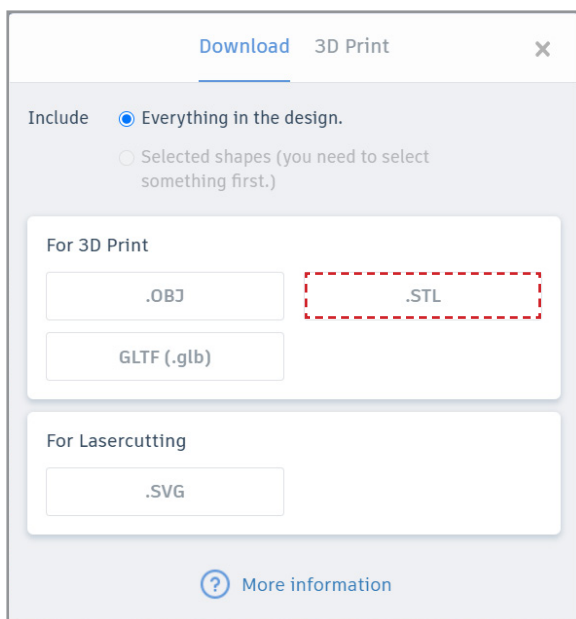 Download 3D Print ×
Include Everything in the design.
Selected shapes (you need to select
something first.)
For 3D Print
.OBJ .STL
GLTF (.glb)
For Lasercutting
.SVG
? More information